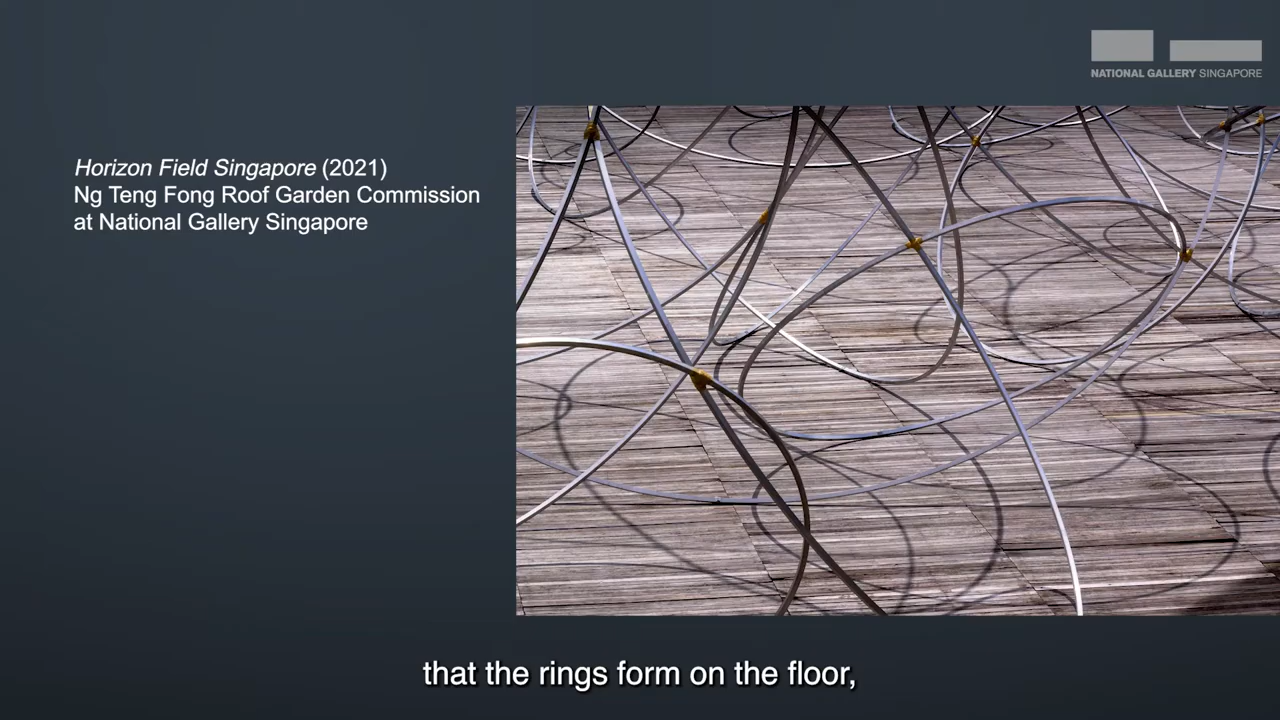 NATIONAL GALLERY SINGAPORE
Horizon Field Singapore (2021)
Ng Teng Fong Roof Garden Commission
at National Gallery Singapore
that the rings form on the floor,